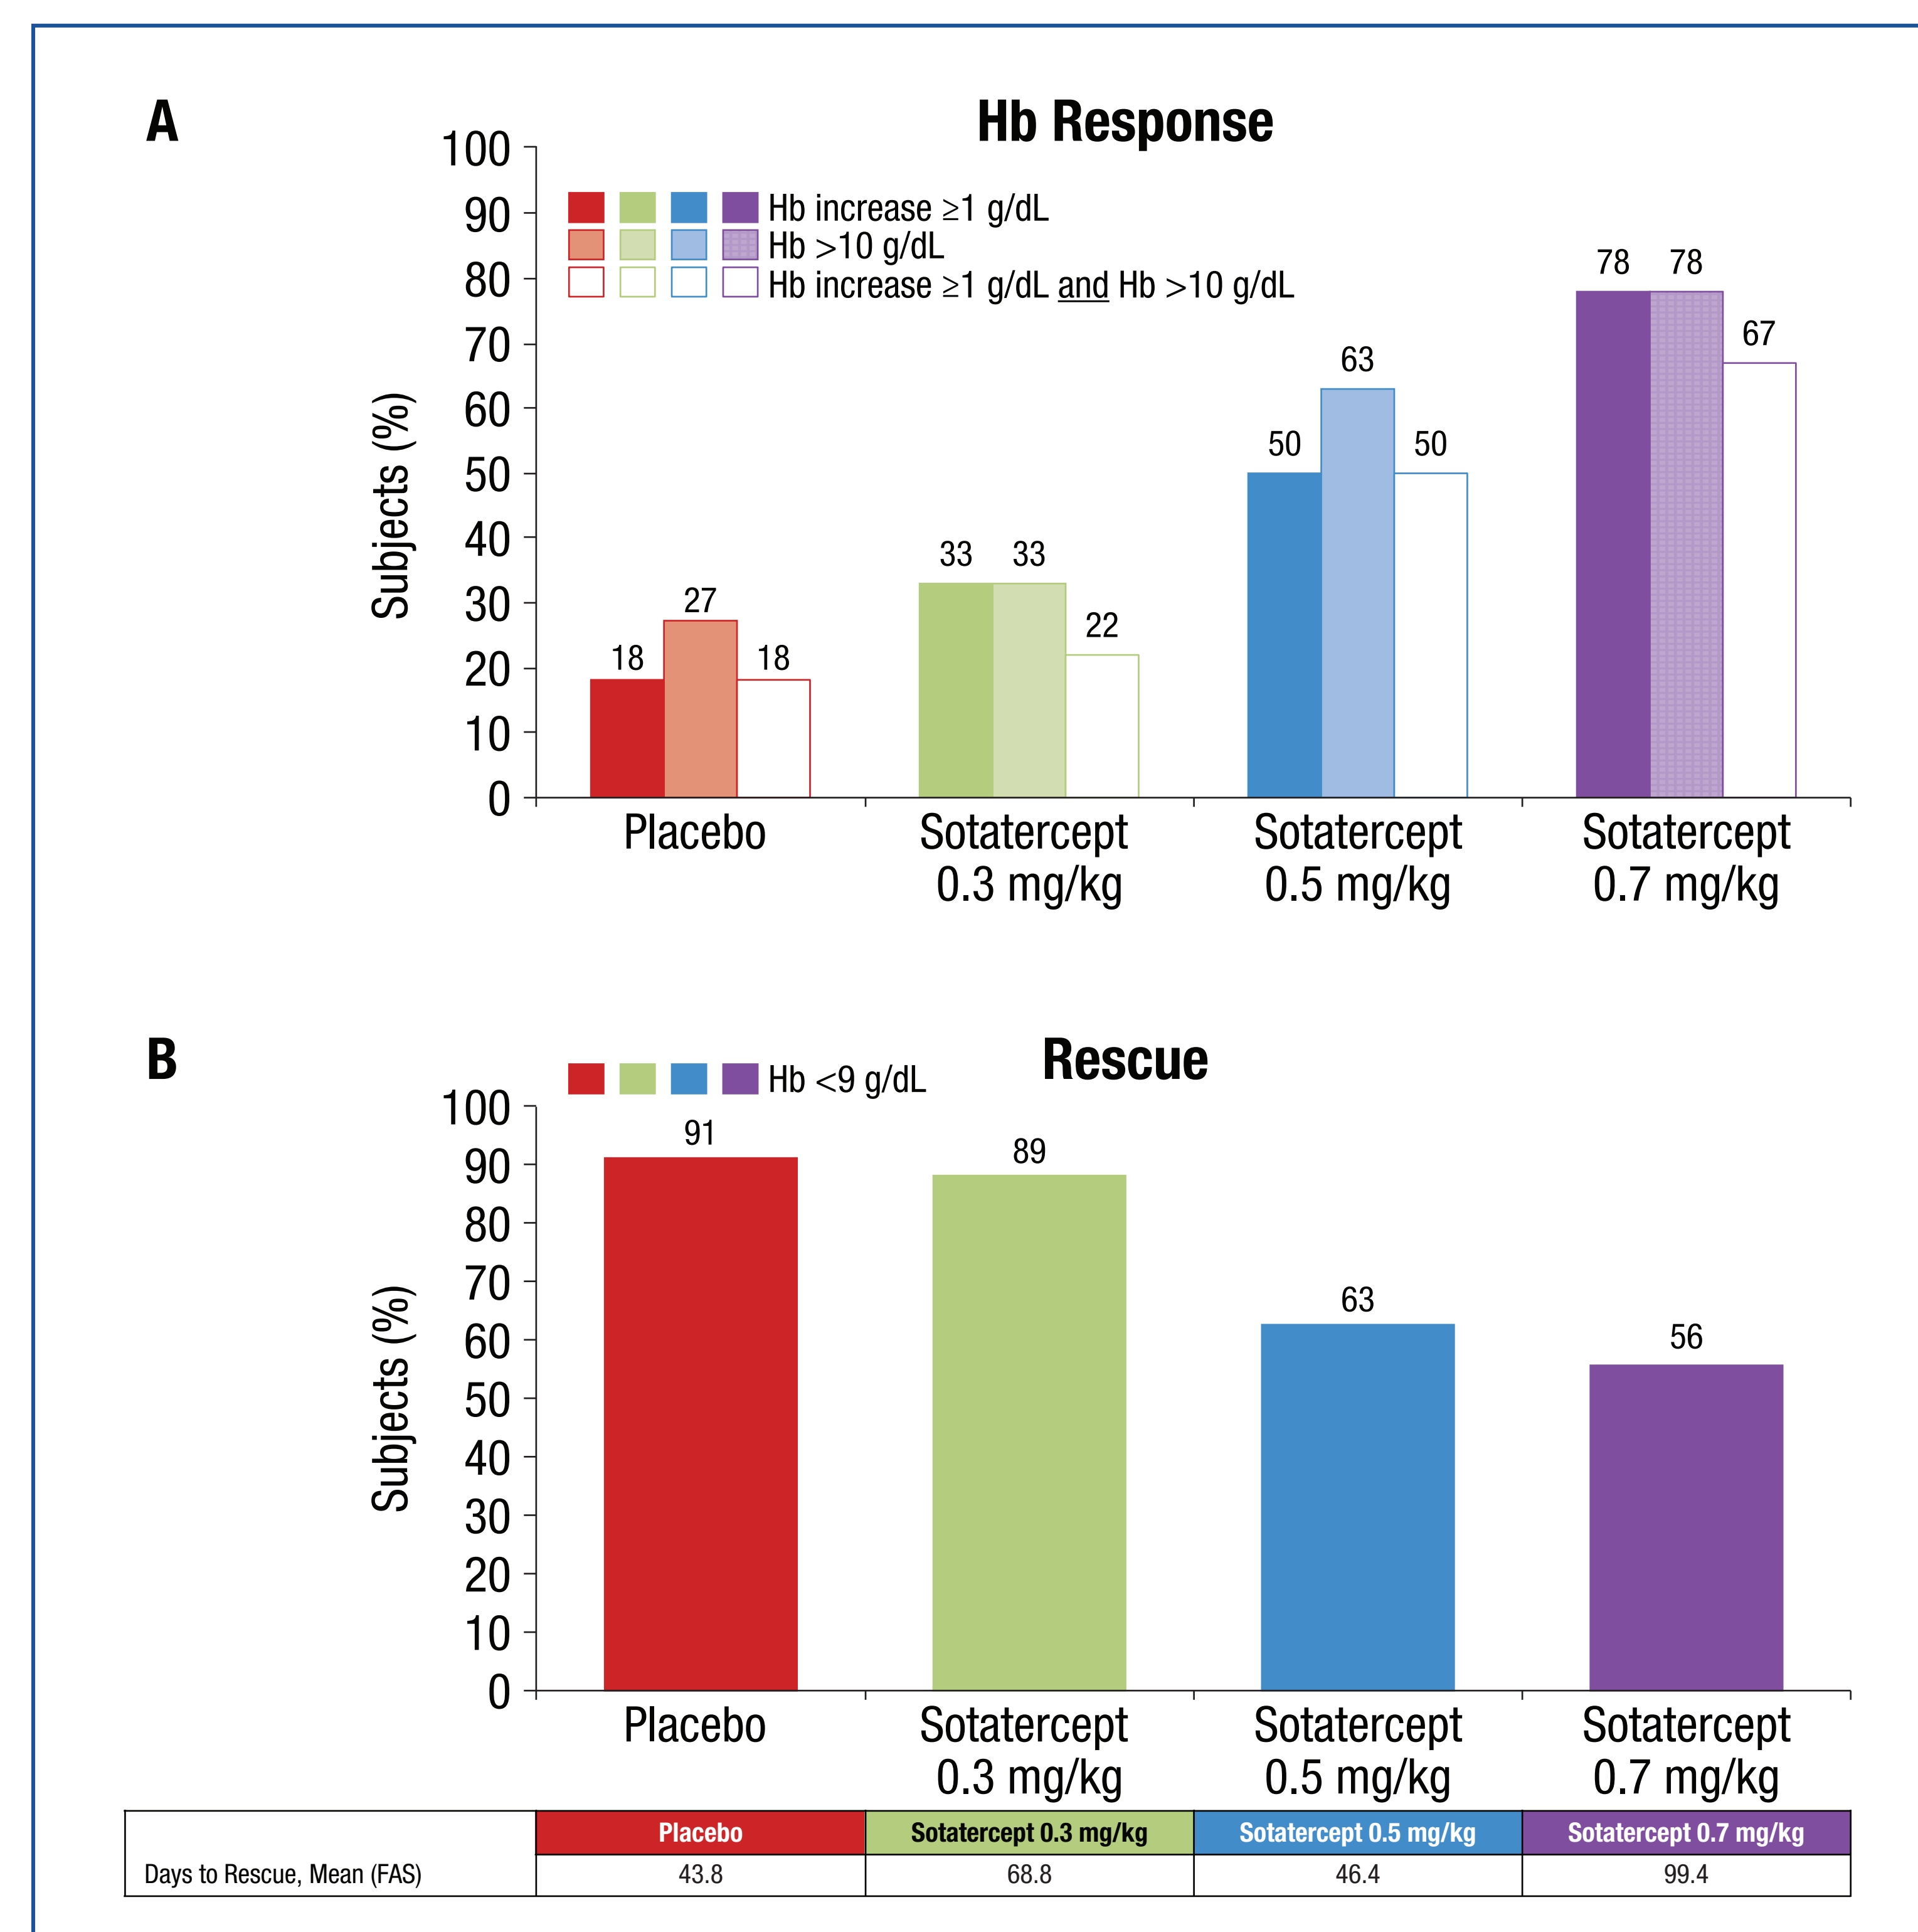 A
Hb Response
100
90
80
70
60
50
40
30
20
10
0
Subjects (%)
Hb increase ≥1 g/dL
Hb >10 g/dL
Hb increase ≥1 g/dL and Hb >10 g/dL
18
27
18
33
33
22
50
63
50
78
78
67
Placebo
Sotatercept
0.3 mg/kg
Sotatercept
0.5 mg/kg
Sotatercept
0.7 mg/kg
B
Rescue
Hb <9 g/dL
100
90
80
70
60
50
40
30
20
10
0
Subjects (%)
91
89
63
56
Placebo
Sotatercept
0.3 mg/kg
Sotatercept
0.5 mg/kg
Sotatercept
0.7 mg/kg
Placebo Sotatercept 0.3 mg/kg Sotatercept 0.5 mg/kg Sotatercept 0.7 mg/kg
Days to Rescue, Mean (FAS) 43.8 68.8 46.4 99.4